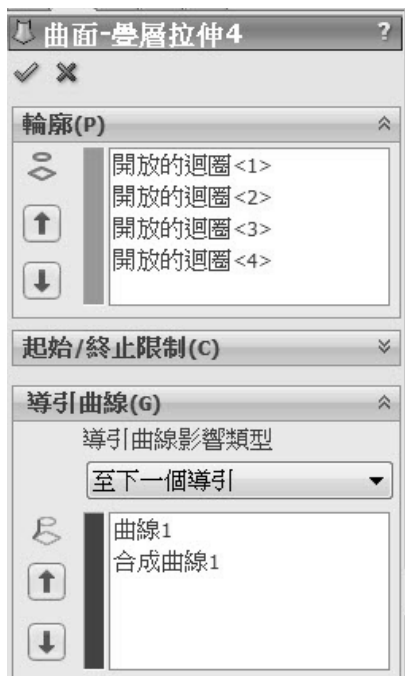 曲面-疊層拉伸4 ?
輪廓(P)
開放的迴圈<1>
開放的迴圈<2>
開放的迴圈<3>
開放的迴圈<4>
起始/終止限制(C)
導引曲線(G)
導引曲線影響類型
至下一個導引
曲線1
合成曲線1